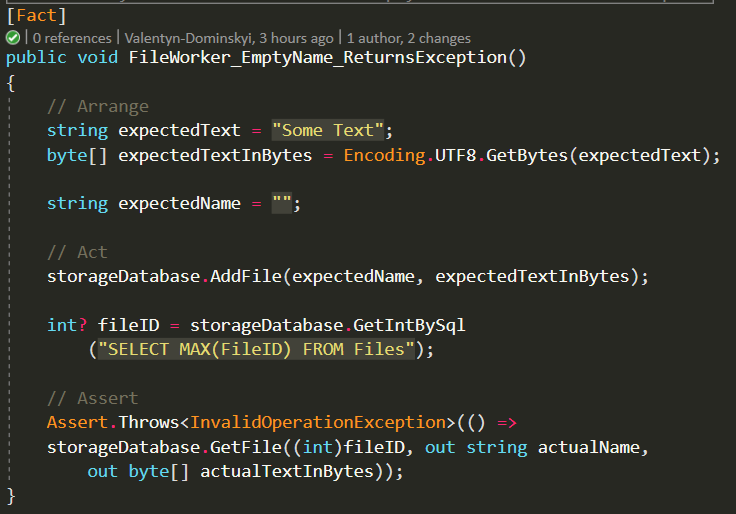 [Fact]
0 references | Valentyn-Dominskyi, 3 hours ago | 1 author, 2 changes
public void FileWorker_EmptyName_ReturnsException()
{
    // Arrange
    string expectedText = "Some Text";
    byte[] expectedTextInBytes = Encoding.UTF8.GetBytes(expectedText);

    string expectedName = "";

    // Act
    storageDatabase.AddFile(expectedName, expectedTextInBytes);

    int? fileID = storageDatabase.GetIntBySql
        ("SELECT MAX(FileID) FROM Files");

    // Assert
    Assert.Throws<InvalidOperationException>(() =>
    storageDatabase.GetFile((int)fileID, out string actualName,
        out byte[] actualTextInBytes));
}